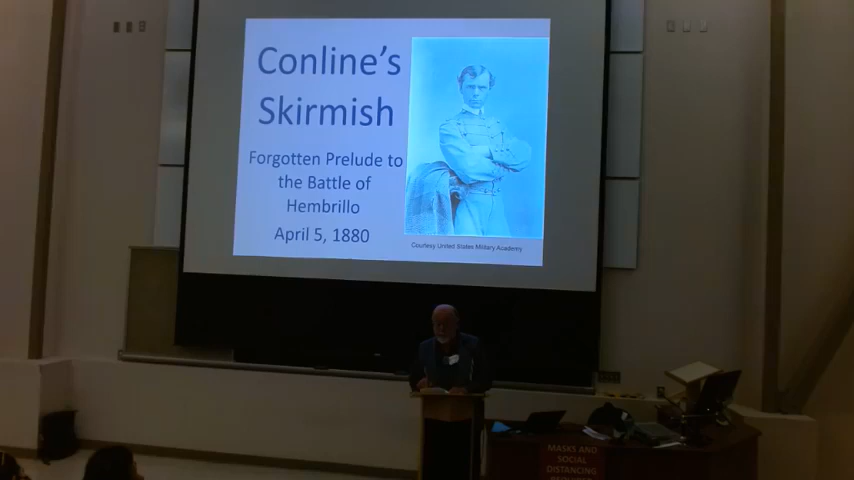 Conline's
Skirmish
Forgotten Prelude to
the Battle of
Hembrillo
April 5, 1880
Courtesy United States Military Academy
MASKS AND
SOCIAL
DISTANCING